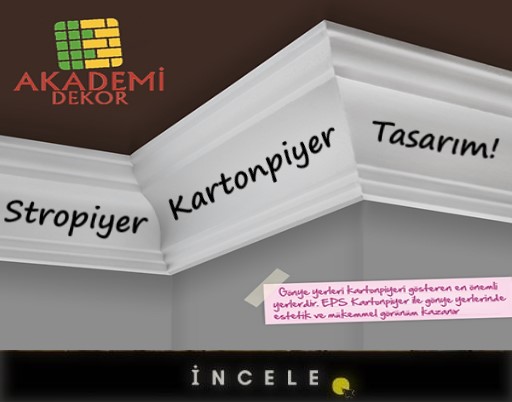 AKADEMİ
DEKOR
Stropiyer
Kartonpiyer
Tasarım!
Gönye yerleri kartonpiyeri gösteren en önemli
yerlerdir. EPS Kartonpiyer ile gönye yerlerinde
estetik ve mükemmel görünüm kazanır
İNCELE